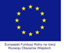 Europejski Fundusz Rolny na rzecz
Rozwoju Obszarów Wiejskich